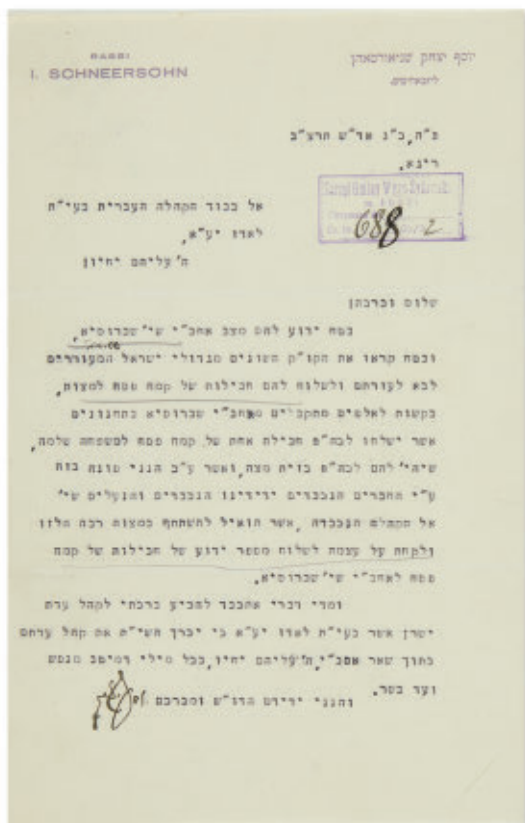 RABBI
I. SCHNEERSOHN
יוסף יצחק שניאורסאהן
ליובאוויטש
ב"ה, כ"ג אד"ש תרצ"ב
ריגא.
688 2
אל כבוד הקהלה העברית בעי"ת
לאדז יע"א,
ה' עליהם יחיו
שלום וברכה
בטח ידוע להם מצב אחב"י שי' שברוסיא,
ובטח קראו את הקו"ק השונים מגדולי ישראל המעוררים
לבא לעזרתם ולשלוח להם חבילות של קמח פסח למצות,
בקשות לאלפים מתקבלים מאחב"י שברוסיא בתחנונים
אשר ישלחו לכה"פ חבילה אחת של קמח פסח למשפחה שלמה,
שיהי' להם לכה"פ כזית מצה, ואשר ע"כ הנני פונה בזה
ע"י החברים הנכבדים ידידינו הנכבדים והנעלים שי'
אל הקהלה הנכבדה, אשר תואיל להשתתף במצוה רבה הלזו
ולקחת על עצמה לשלוח מספר ידוע של חבילות של קמח
פסח לאחב"י שי' שברוסיא.
ומדי דברי אתכבד להביע ברכתי לקהל עדת
ישרון אשר בעי"ת לאדז יע"א כי יברך השי"ת את קהל עדתם
בתוך שאר אחב"י, ה' עליהם יחיו, בכל מילי דמיטב מנפש
ועד בשר.
והנני ידידם הדו"ש ומברכם